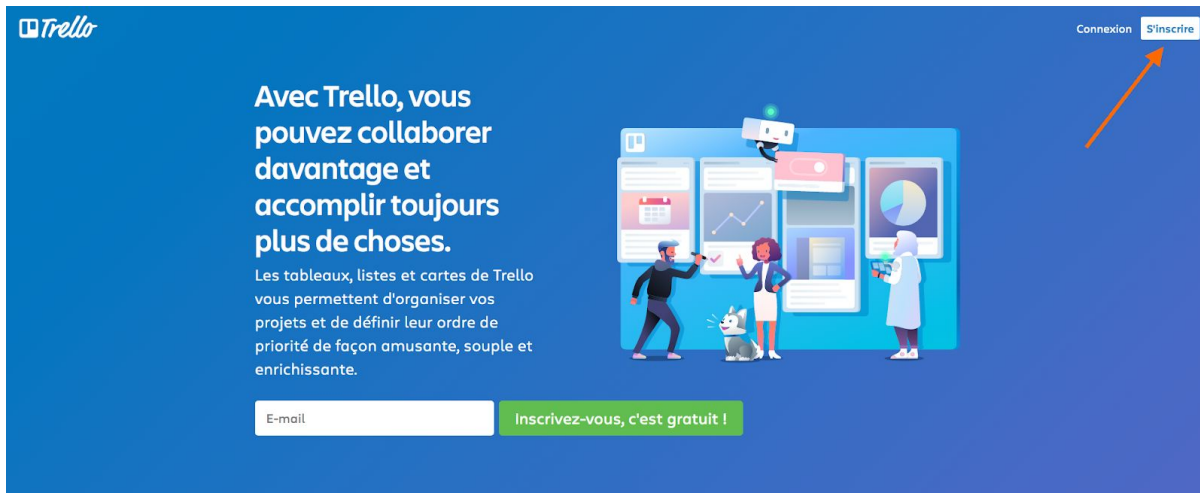 Trello
Connexion
S'inscrire
Avec Trello, vous
pouvez collaborer
davantage et
accomplir toujours
plus de choses.
Les tableaux, listes et cartes de Trello
vous permettent d'organiser vos
projets et de définir leur ordre de
priorité de façon amusante, souple et
enrichissante.
E-mail
Inscrivez-vous, c'est gratuit !